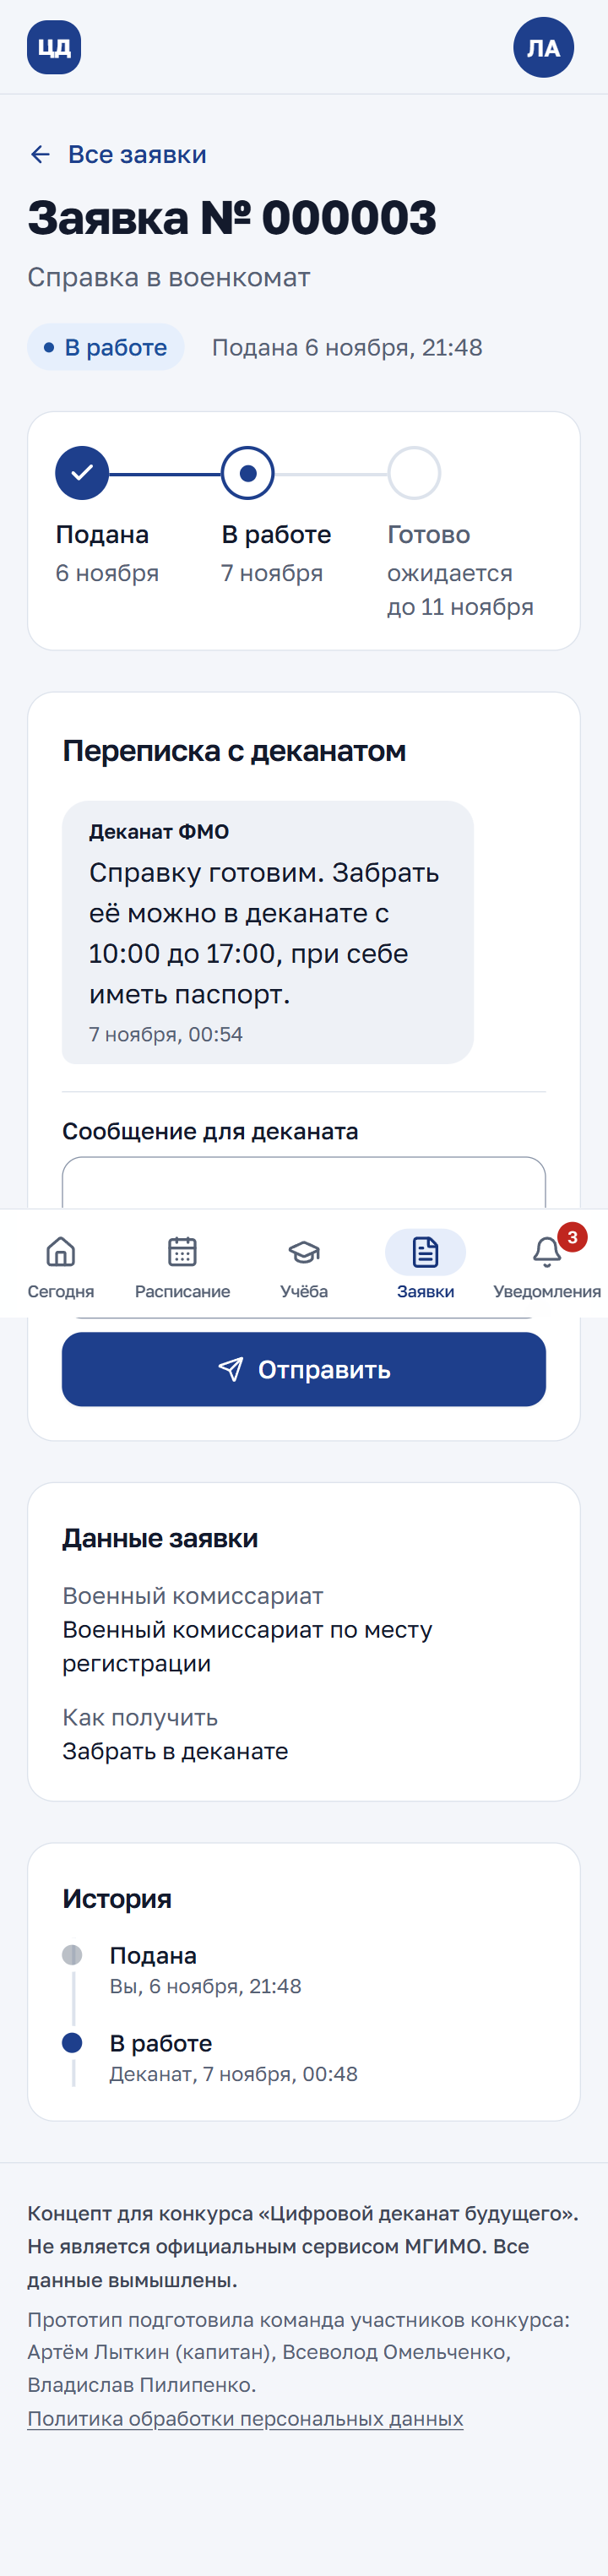 ЦД
ЛА
Все заявки
Заявка № 000003
Справка в военкомат
В работе
Подана 6 ноября, 21:48
Подана
В работе
Готово
6 ноября
7 ноября
ожидается
до 11 ноября
Переписка с деканатом
Деканат ФМО
Справку готовим. Забрать
её можно в деканате с
10:00 до 17:00, при себе
иметь паспорт.
7 ноября, 00:54
Сообщение для деканата
3
Сегодня
Расписание
Учёба
Заявки
Уведомления
Отправить
Данные заявки
Военный комиссариат
Военный комиссариат по месту
регистрации
Как получить
Забрать в деканате
История
Подана
Вы, 6 ноября, 21:48
В работе
Деканат, 7 ноября, 00:48
Концепт для конкурса «Цифровой деканат будущего».
Не является официальным сервисом МГИМО. Все
данные вымышлены.
Прототип подготовила команда участников конкурса:
Артём Лыткин (капитан), Всеволод Омельченко,
Владислав Пилипенко.
Политика обработки персональных данных